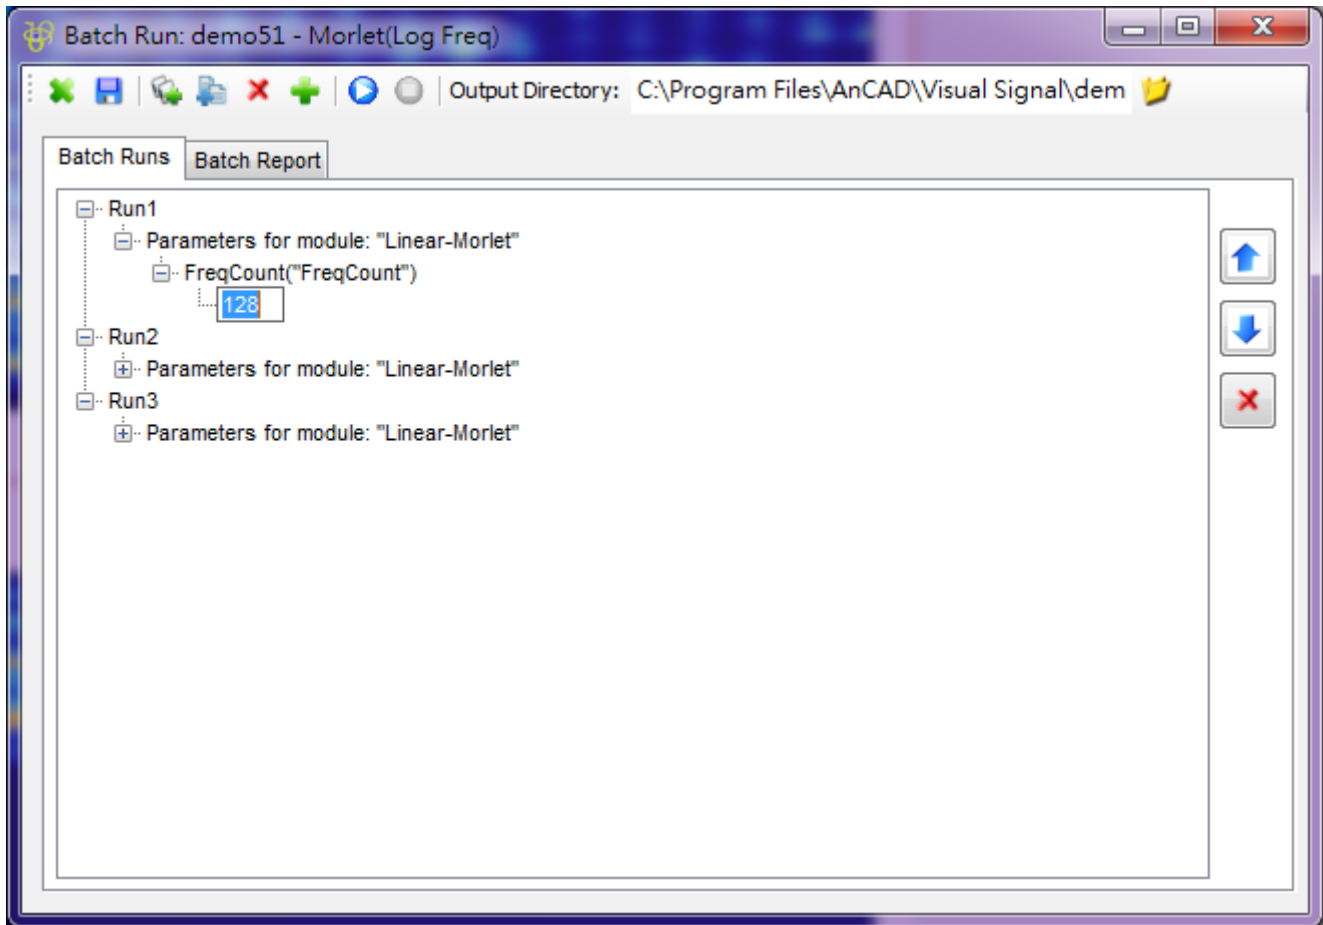 Batch Run: demo51 - Morlet(Log Freq)
Output Directory: C:\Program Files\AnCAD\Visual Signal\dem
Batch Runs Batch Report
Run1
Parameters for module: "Linear-Morlet"
FreqCount("FreqCount")
128
Run2
Parameters for module: "Linear-Morlet"
Run3
Parameters for module: "Linear-Morlet"